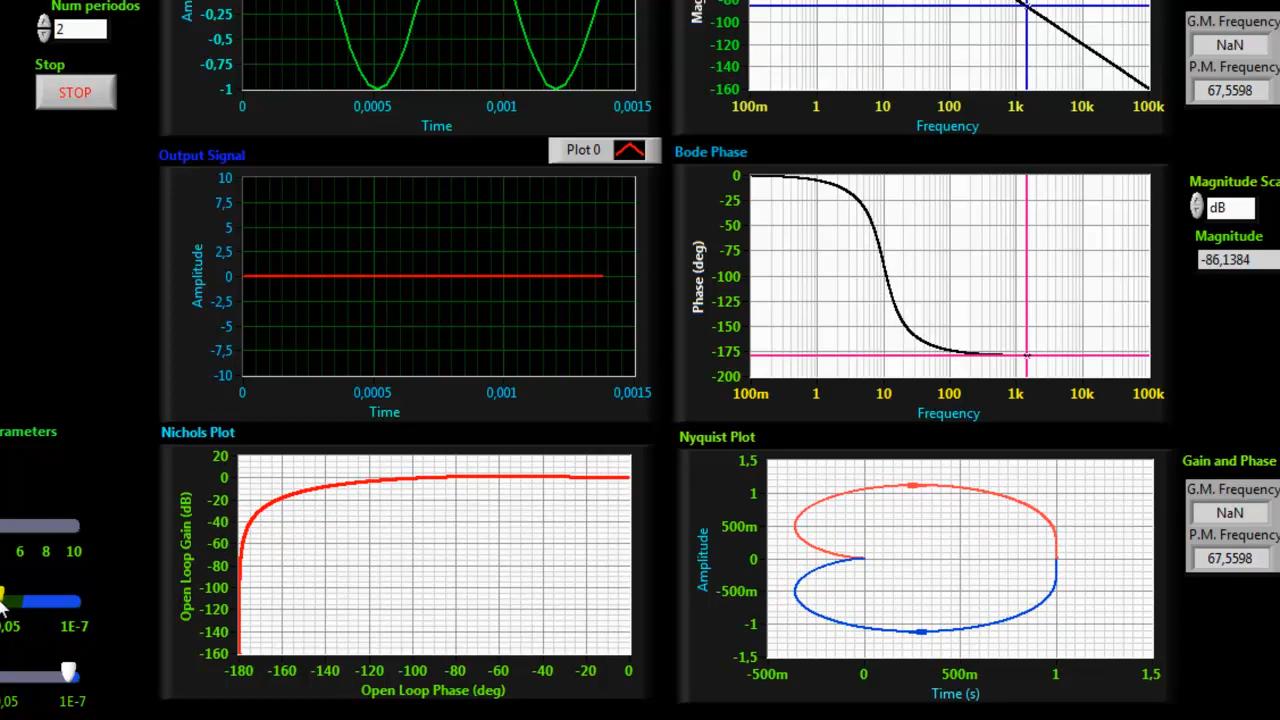 Num periodos
2
Stop
STOP
-0,25
-0,5
-0,75
-1
0
0,0005
0,001
0,0015
Time
-100
-120
-140
-160
100m
1
10
100
1k
10k
100k
Frequency
G.M. Frequency
NaN
P.M. Frequency
67,5598
Output Signal
Plot 0
10
7,5
5
2,5
0
-2,5
-5
-7,5
-10
Amplitude
0
0,0005
0,001
0,0015
Time
Bode Phase
0
-25
-50
-75
-100
-125
-150
-175
-200
Phase (deg)
100m
1
10
100
1k
10k
100k
Frequency
Magnitude Sca
dB
Magnitude
-86,1384
rameters
6 8 10
,05
1E-7
,05
1E-7
Nichols Plot
20
0
-20
-40
-60
-80
-100
-120
-140
-160
Open Loop Gain (dB)
-180
-160
-140
-120
-100
-80
-60
-40
-20
0
Open Loop Phase (deg)
Nyquist Plot
1,5
1
500m
0
-500m
-1
-1,5
Amplitude
-500m
0
500m
1
1,5
Time (s)
Gain and Phase
G.M. Frequency
NaN
P.M. Frequency
67,5598